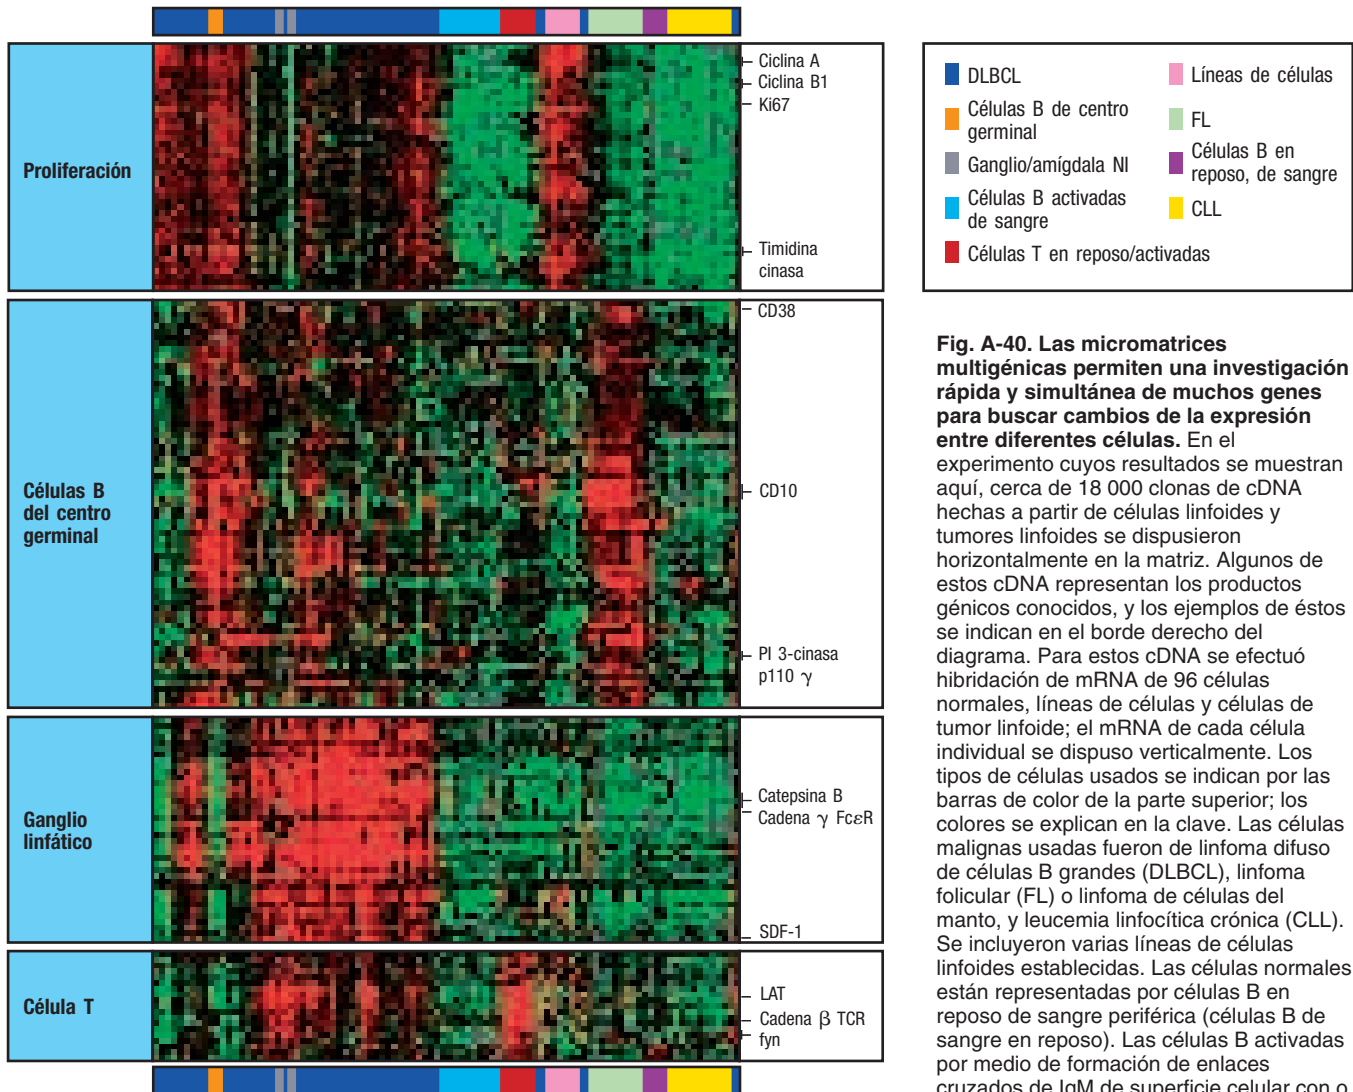 Proliferación
Ciclina A
Ciclina B1
Ki67
Timidina
cinasa
Células B
del centro
germinal
CD38
CD10
PI 3-cinasa
p110 γ
Ganglio
linfático
Catepsina B
Cadena γ FcεR
SDF-1
Célula T
LAT
Cadena β TCR
fyn
DLBCL
Células B de centro
germinal
Ganglio/amígdala NI
Células B activadas
de sangre
Células T en reposo/activadas
Líneas de células
FL
Células B en
reposo, de sangre
CLL
Fig. A-40. Las micromatrices
multigénicas permiten una investigación
rápida y simultánea de muchos genes
para buscar cambios de la expresión
entre diferentes células. En el
experimento cuyos resultados se muestran
aquí, cerca de 18 000 clonas de cDNA
hechas a partir de células linfoides y
tumores linfoides se dispusieron
horizontalmente en la matriz. Algunos de
estos cDNA representan los productos
génicos conocidos, y los ejemplos de éstos
se indican en el borde derecho del
diagrama. Para estos cDNA se efectuó
hibridación de mRNA de 96 células
normales, líneas de células y células de
tumor linfoide; el mRNA de cada célula
individual se dispuso verticalmente. Los
tipos de células usados se indican por las
barras de color de la parte superior; los
colores se explican en la clave. Las células
malignas usadas fueron de linfoma difuso
de células B grandes (DLBCL), linfoma
folicular (FL) o linfoma de células del
manto, y leucemia linfocítica crónica (CLL).
Se incluyeron varias líneas de células
linfoides establecidas. Las células normales
están representadas por células B en
reposo de sangre periférica (células B de
sangre en reposo). Las células B activadas
por medio de formación de enlaces
cruzados de IgM de superficie celular con o